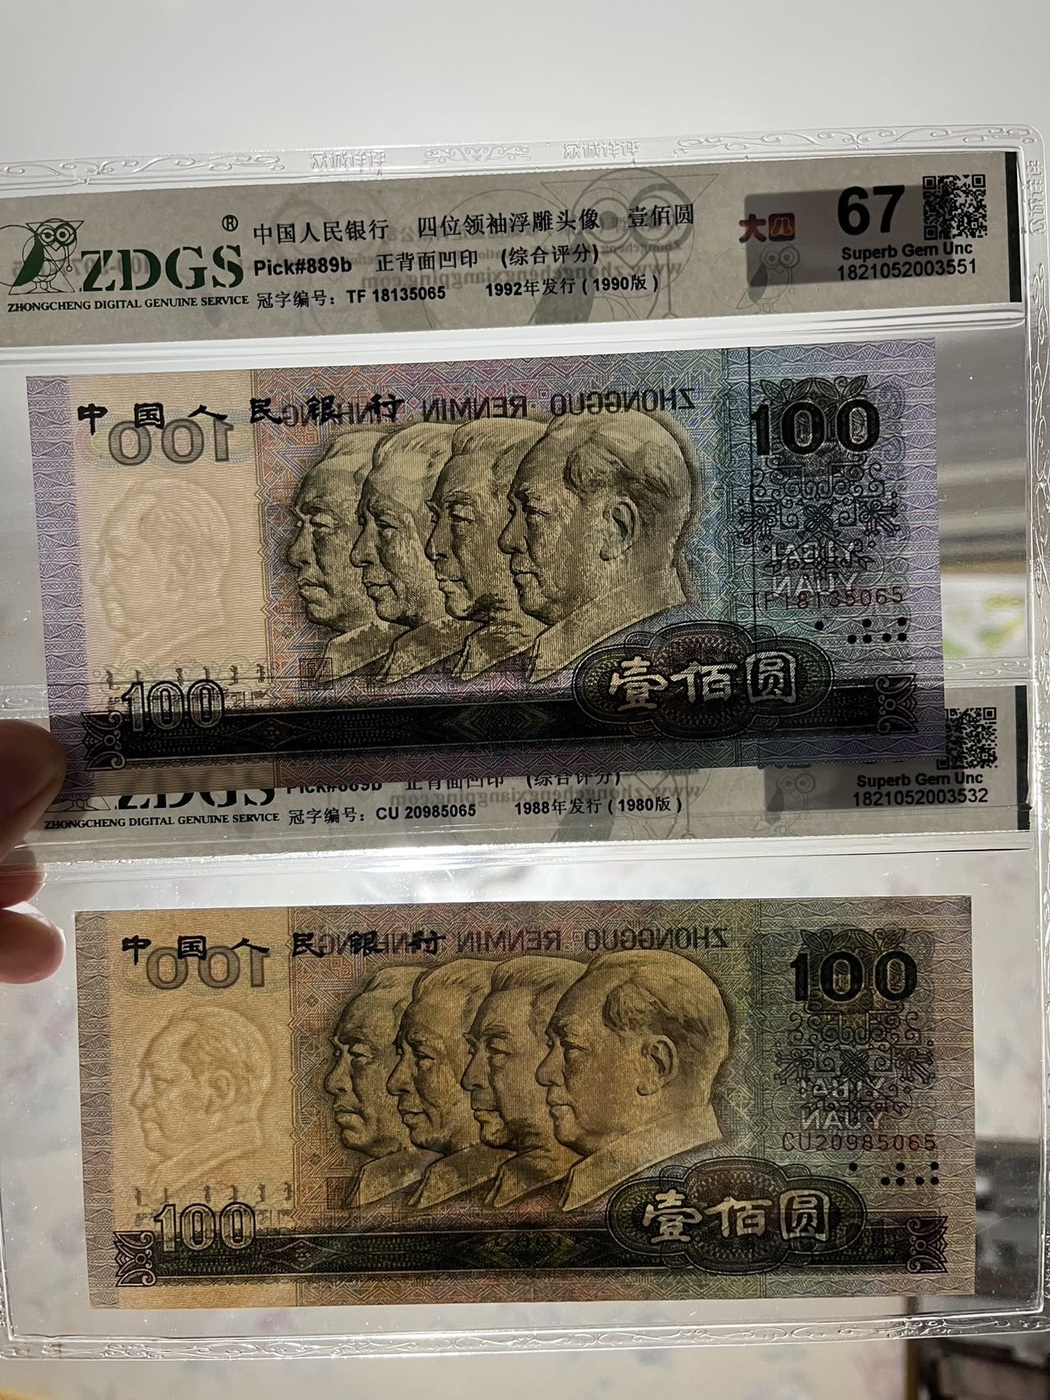 ZDGS®
ZHONGCHENG DIGITAL GENUINE SERVICE
中国人民银行 四位领袖浮雕头像 壹佰圆
Pick#889b 正背面凹印 (综合评分)
冠字编号: TF 18135065 1992年发行(1990版)
大四
67
Superb Gem Unc
1821052003551
中国人民银行
ZHONGGUO RENMIN YINHANG
100
100
YIBAI
YUAN
TF18135065
壹佰圆
100
ZDGS
ZHONGCHENG DIGITAL GENUINE SERVICE
Pick#889b 正背面凹印 (综合评分)
冠字编号: CU 20985065 1988年发行(1980版)
Superb Gem Unc
1821052003532
中国人民银行
ZHONGGUO RENMIN YINHANG
100
100
YIBAI
YUAN
CU20985065
壹佰圆
100